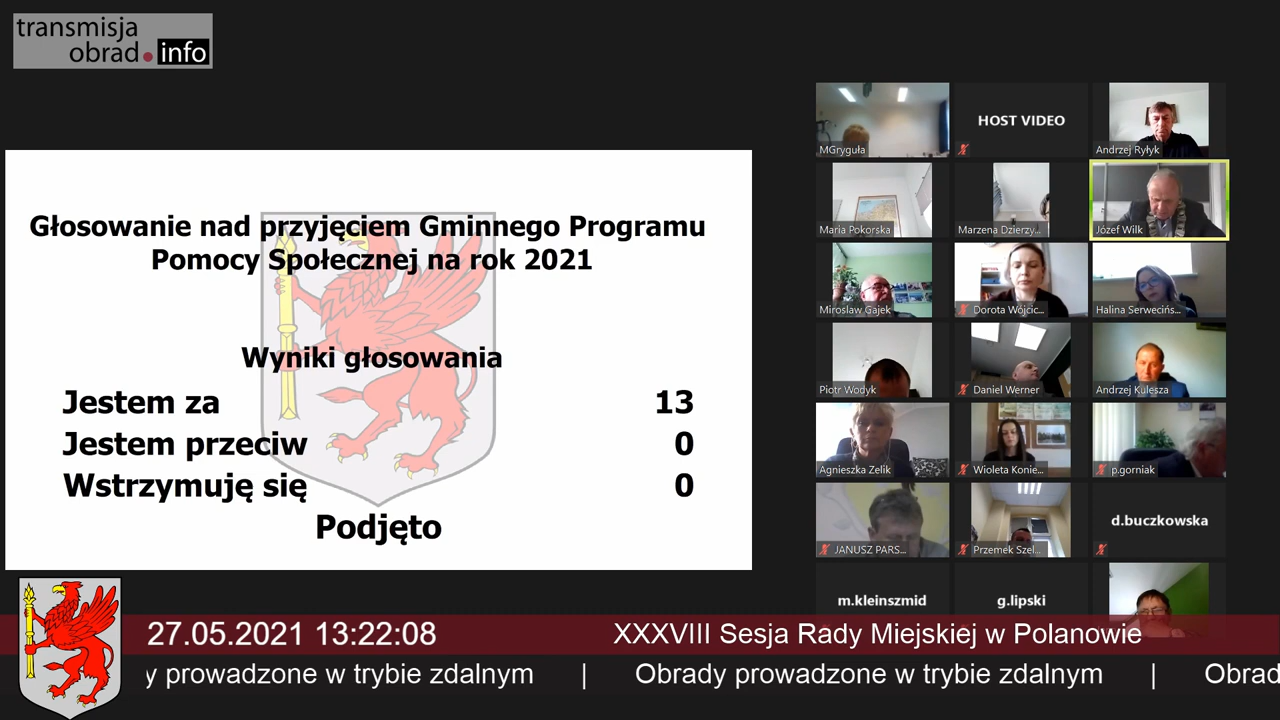 transmisja
obrad.info
Głosowanie nad przyjęciem Gminnego Programu
Pomocy Społecznej na rok 2021
Wyniki głosowania
Jestem za 13
Jestem przeciw 0
Wstrzymuję się 0
Podjęto
MGryguła
HOST VIDEO
Andrzej Ryłyk
Maria Pokorska
Marzena Dzierzy...
Józef Wilk
Mirosław Gajek
Dorota Wójcic...
Halina Serwecińs...
Piotr Wodyk
Daniel Werner
Andrzej Kulesza
Agnieszka Zelik
Wioleta Konie...
p.gorniak
JANUSZ PARS...
Przemek Szel...
d.buczkowska
m.kleinszmid
g.lipski
27.05.2021 13:22:08
XXXVIII Sesja Rady Miejskiej w Polanowie
y prowadzone w trybie zdalnym | Obrady prowadzone w trybie zdalnym | Obrad